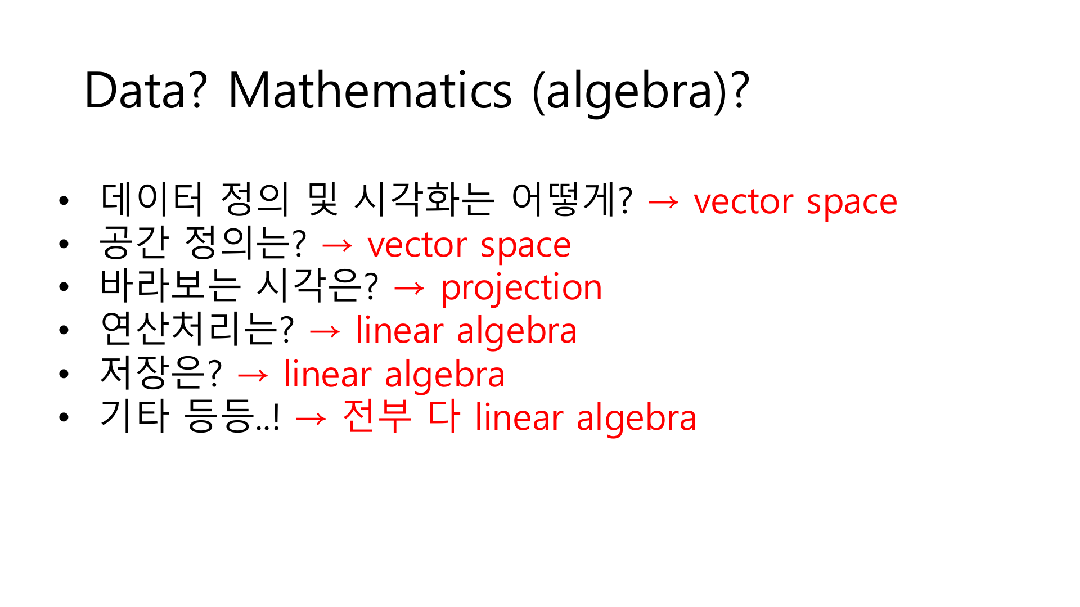 Data? Mathematics (algebra)?
• 데이터 정의 및 시각화는 어떻게? → vector space
• 공간 정의는? → vector space
• 바라보는 시각은? → projection
• 연산처리는? → linear algebra
• 저장은? → linear algebra
• 기타 등등..! → 전부 다 linear algebra